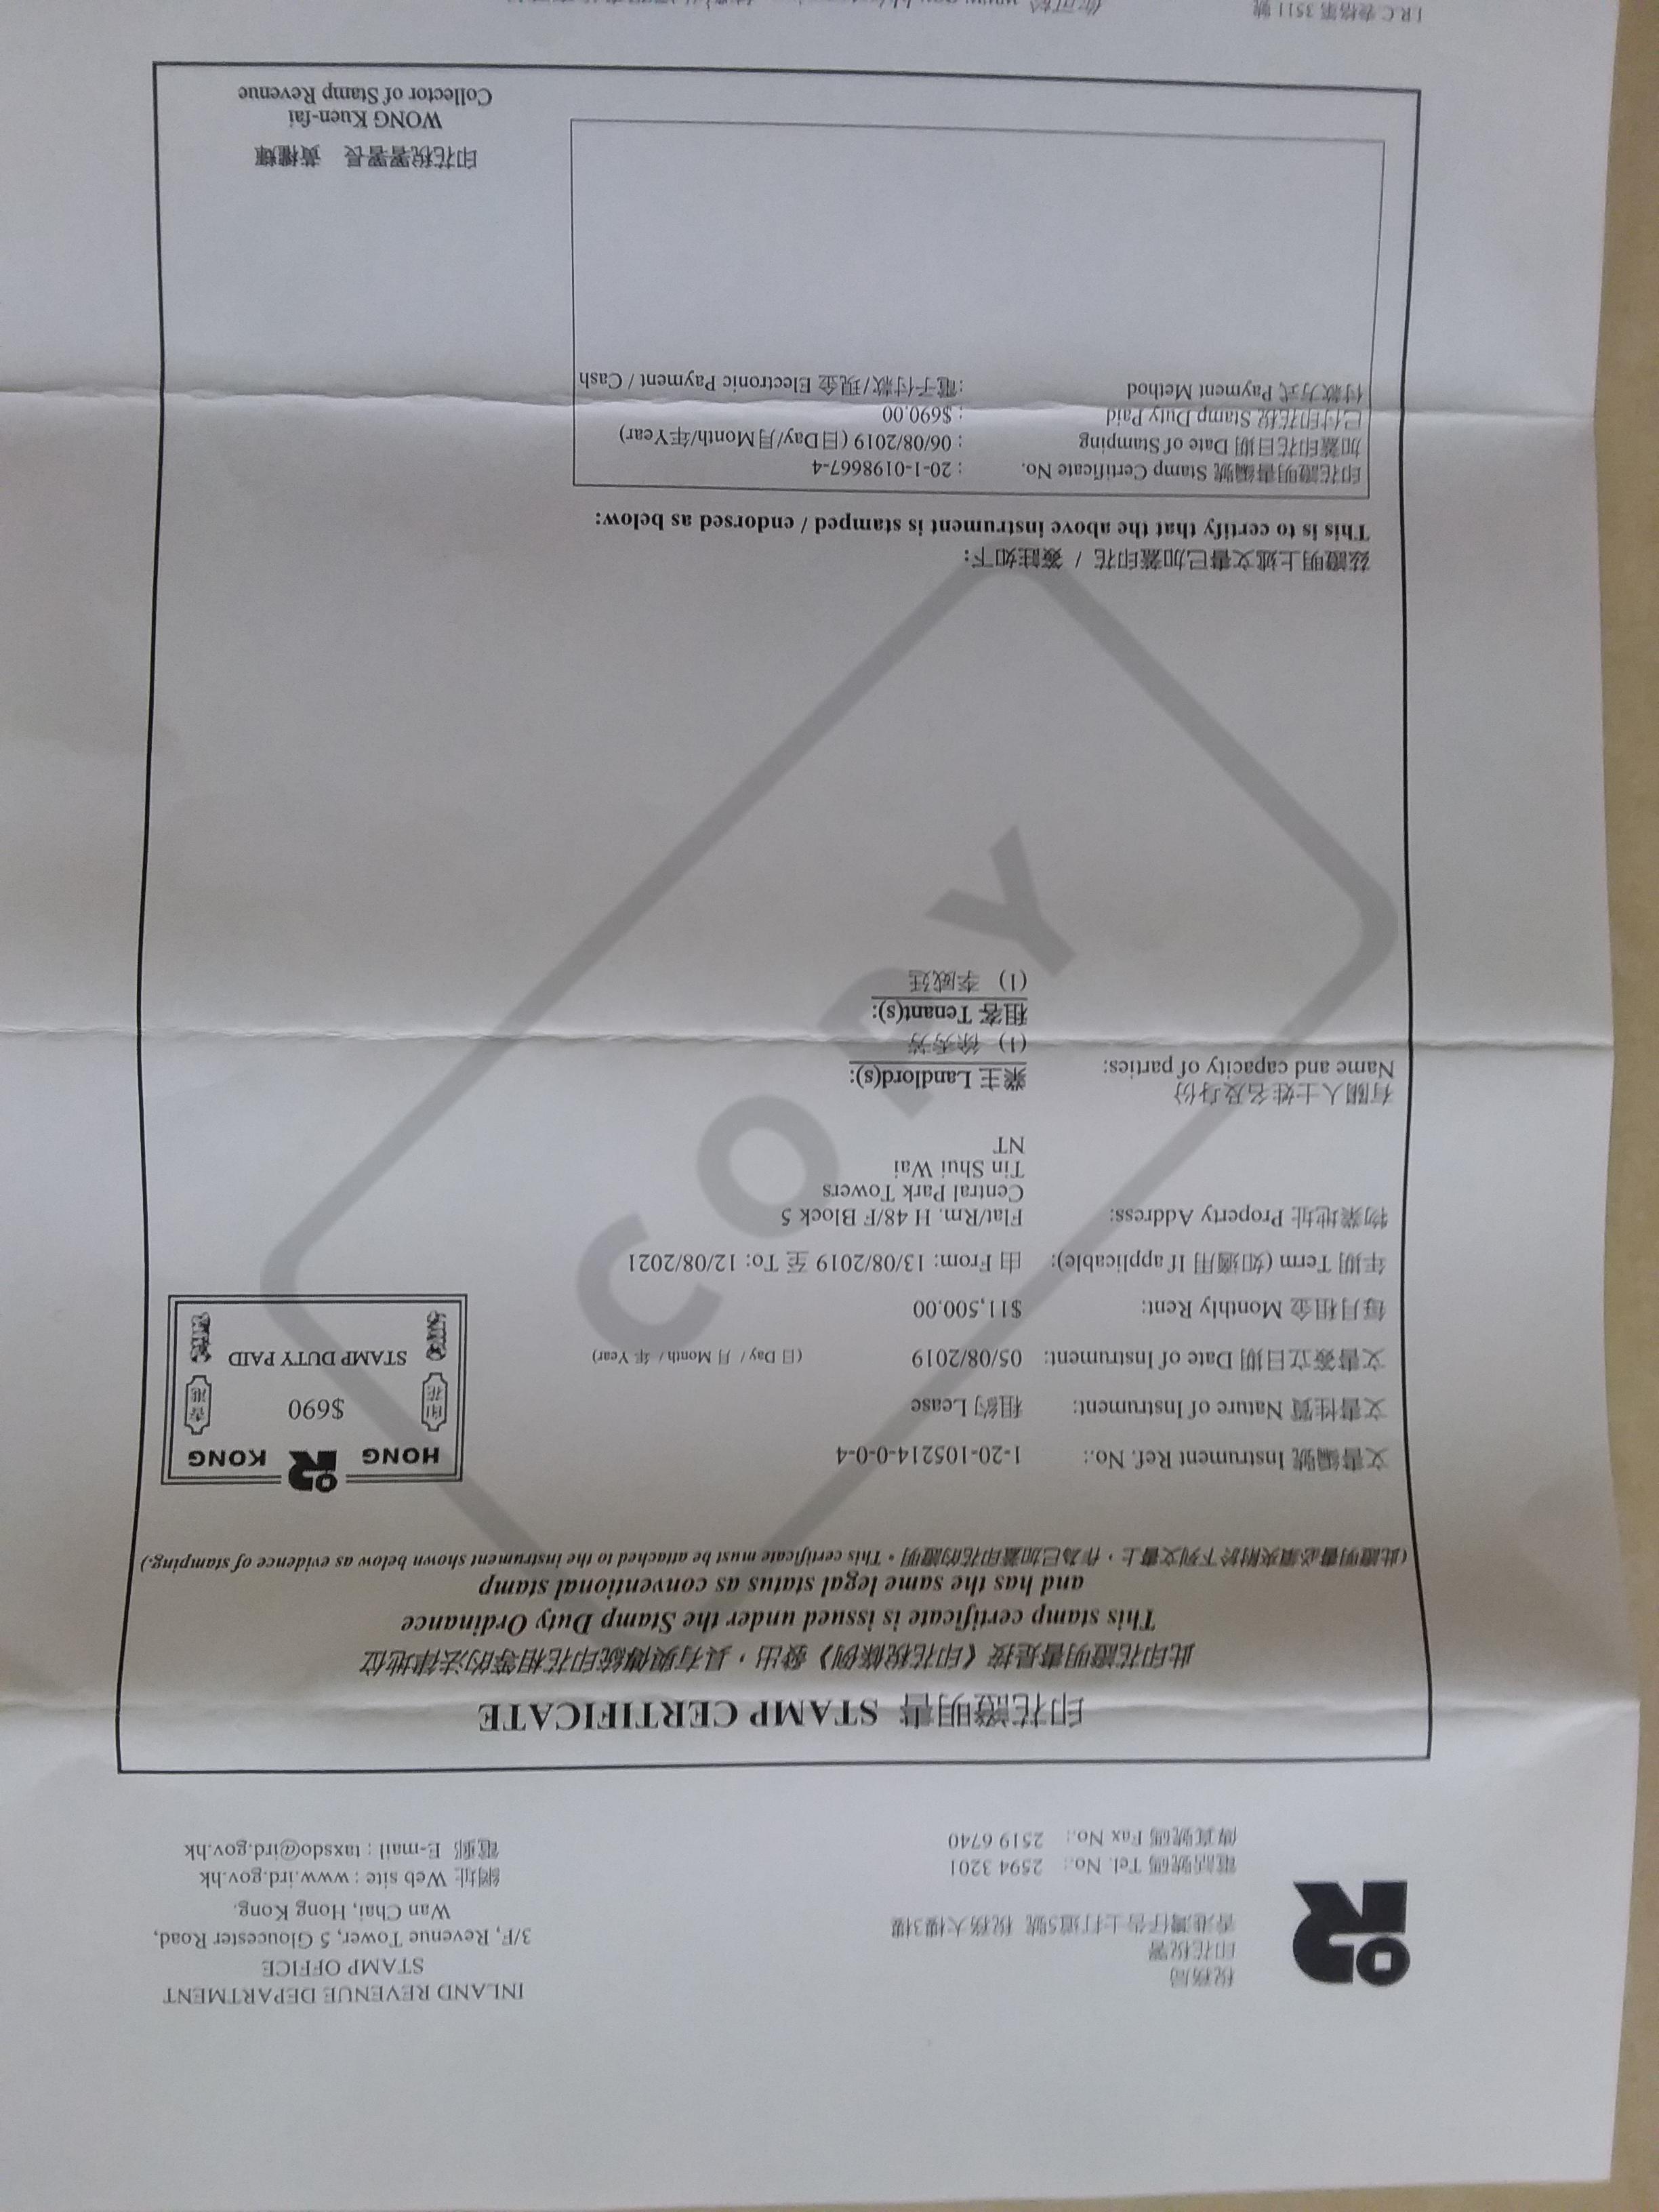 稅務局
印花稅署
香港灣仔告士打道5號 稅務大樓3樓
電話號碼 Tel. No.: 2594 3201
傳真號碼 Fax No.: 2519 6740
INLAND REVENUE DEPARTMENT
STAMP OFFICE
3/F, Revenue Tower, 5 Gloucester Road,
Wan Chai, Hong Kong.
網址 Web site : www.ird.gov.hk
電郵 E-mail : taxsdo@ird.gov.hk
印花證明書 STAMP CERTIFICATE
此印花證明書是按《印花稅條例》發出，具有與傳統印花相等的法律地位
This stamp certificate is issued under the Stamp Duty Ordinance
and has the same legal status as conventional stamp
(此證明書必須夾附於下列文書上，作為已加蓋印花的證明。This certificate must be attached to the instrument shown below as evidence of stamping.)
文書編號 Instrument Ref. No.: 1-20-105214-0-0-4
文書性質 Nature of Instrument: 租約 Lease
文書簽立日期 Date of Instrument: 05/08/2019 (日 Day / 月 Month / 年 Year)
每月租金 Monthly Rent: $11,500.00
年期 Term (如適用 If applicable): 由 From: 13/08/2019 至 To: 12/08/2021
物業地址 Property Address: Flat/Rm. H 48/F Block 5
Central Park Towers
Tin Shui Wai
NT
HONG KONG
印花 $690 香港
STAMP DUTY PAID
有關人士姓名及身份
Name and capacity of parties:
業主 Landlord(s):
(1) 徐秀芳
租客 Tenant(s):
(1) 李威廷
COPY
茲證明上述文書已加蓋印花 / 簽註如下:
This is to certify that the above instrument is stamped / endorsed as below:
印花證明書編號 Stamp Certificate No. : 20-1-0198667-4
加蓋印花日期 Date of Stamping : 06/08/2019 (日Day/月Month/年Year)
已付印花稅 Stamp Duty Paid : $690.00
付款方式 Payment Method : 電子付款/現金 Electronic Payment / Cash
印花稅署署長 黃權輝
WONG Kuen-fai
Collector of Stamp Revenue
I.R.C.表格第 3511 號